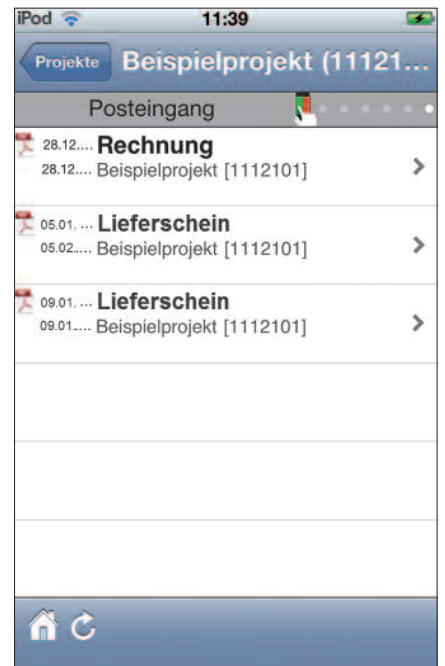 iPod 11:39
Projekte Beispielprojekt (11121...
Posteingang
28.12.... Rechnung
28.12.... Beispielprojekt [1112101]
05.01. ... Lieferschein
05.02..... Beispielprojekt [1112101]
09.01. ... Lieferschein
09.01.... Beispielprojekt [1112101]